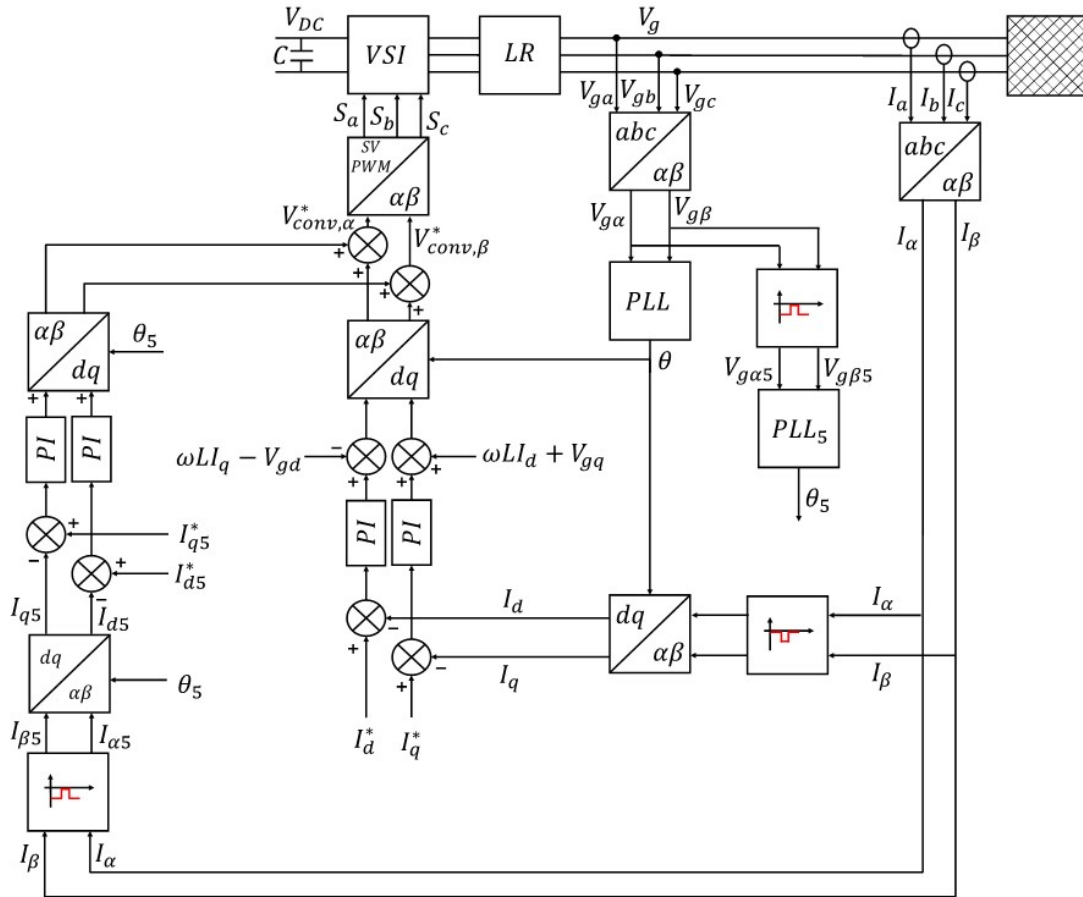 V_DC
V_g
C
VSI
LR
V_ga V_gb V_gc
I_a I_b I_c
S_a S_b S_c
SV
PWM
αβ
abc
αβ
abc
αβ
V*_conv,α
V*_conv,β
V_gα V_gβ
I_α I_β
+ + + +
PLL
αβ
dq
θ_5
αβ
dq
θ
V_gα5 V_gβ5
+ +
PI PI
ωLI_q − V_gd
− + + +
ωLI_d + V_gq
PLL_5
θ_5
PI PI
+ −
I*_q5
+ −
I*_d5
I_q5 I_d5
I_d
− +
I_q
− +
dq
αβ
I_α
I_β
dq
αβ
θ_5
I*_d I*_q
I_β5 I_α5
I_β I_α